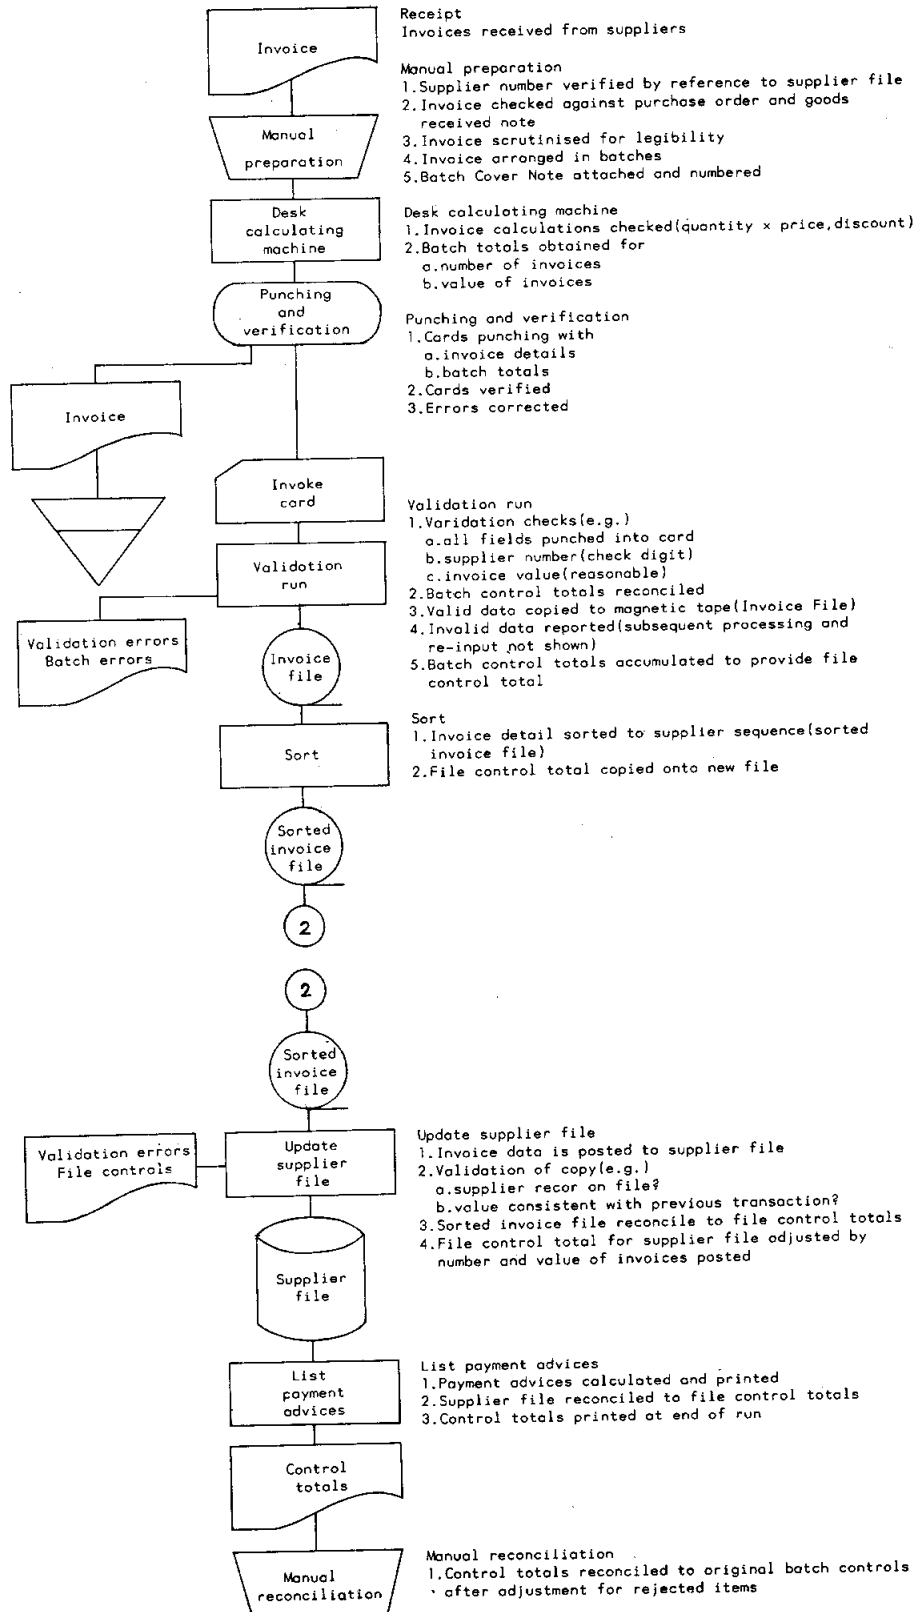 Receipt
Invoices received from suppliers
Invoice
Manual preparation
1.Supplier number verified by reference to supplier file
2.Invoice checked against purchase order and goods
received note
3.Invoice scrutinised for legibility
4.Invoice arranged in batches
5.Batch Cover Note attached and numbered
Manual
preparation
Desk
calculating
machine
Desk calculating machine
1.Invoice calculations checked(quantity x price,discount)
2.Batch totals obtained for
a.number of invoices
b.value of invoices
Punching
and
verification
Punching and verification
1.Cards punching with
a.invoice details
b.batch totals
2.Cards verified
3.Errors corrected
Invoice
Invoke
card
Validation run
1.Varidation checks(e.g.)
a.all fields punched into card
b.supplier number(check digit)
c.invoice value(reasonable)
2.Batch control totals reconciled
3.Valid data copied to magnetic tape(Invoice File)
4.Invalid data reported(subsequent processing and
re-input not shown)
5.Batch control totols accumulated to provide file
control total
Validation
run
Validation errors
Batch errors
Invoice
file
Sort
1.Invoice detail sorted to supplier sequence(sorted
invoice file)
2.File control total copied onto new file
Sort
Sorted
invoice
file
2
2
Sorted
invoice
file
Validation errors
File controls
Update
supplier
file
Update supplier file
1.Invoice data is posted to supplier file
2.Validation of copy(e.g.)
a.supplier recor on file?
b.value consistent with previous transaction?
3.Sorted invoice file reconcile to file control totals
4.File control total for supplier file adjusted by
number and value of invoices posted
Supplier
file
List
payment
advices
List payment advices
1.Payment advices calculated and printed
2.Supplier file reconciled to file control totals
3.Control totals printed at end of run
Control
totals
Manual
reconciliation
Manual reconciliation
1.Control totals reconciled to original batch controls
after adjustment for rejected items